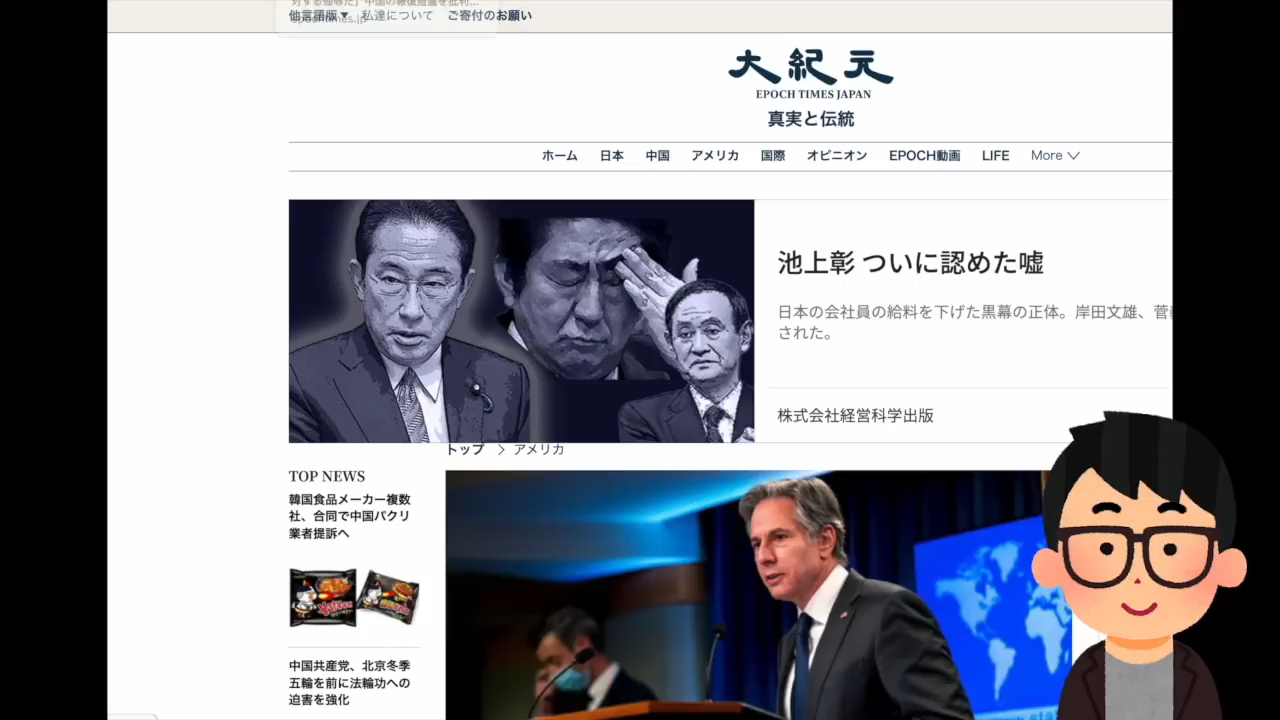 他言語版▼ 私達について ご寄付のお願い
大紀元
EPOCH TIMES JAPAN
真実と伝統
ホーム 日本 中国 アメリカ 国際 オピニオン EPOCH動画 LIFE More
池上彰 ついに認めた嘘
日本の会社員の給料を下げた黒幕の正体。岸田文雄、菅
された。
株式会社経営科学出版
トップ > アメリカ
TOP NEWS
韓国食品メーカー複数
社、合同で中国パクリ
業者提訴へ
中国共産党、北京冬季
五輪を前に法輪功への
迫害を強化